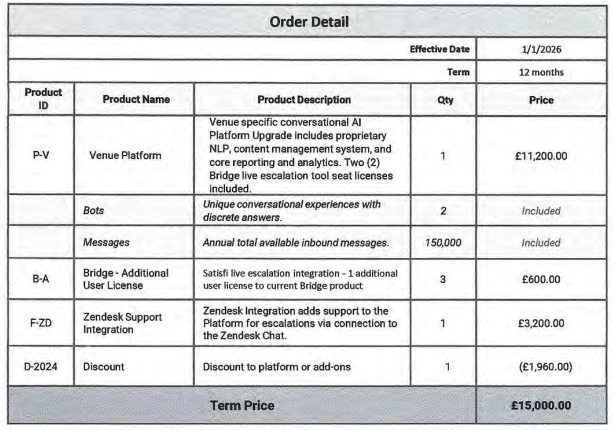 Order Detail
Effective Date 1/1/2026
Term 12 months
Product ID Product Name Product Description Qty Price
P-V Venue Platform Venue specific conversational AI
Platform Upgrade includes proprietary
NLP, content management system, and
core reporting and analytics. Two (2)
Bridge live escalation tool seat licenses
included. 1 £11,200.00
Bots Unique conversational experiences with
discrete answers. 2 Included
Messages Annual total available inbound messages. 150,000 Included
B-A Bridge - Additional
User License Satisfi live escalation integration - 1 additional
user license to current Bridge product 3 £600.00
F-ZD Zendesk Support
Integration Zendesk Integration adds support to the
Platform for escalations via connection to
the Zendesk Chat. 1 £3,200.00
D-2024 Discount Discount to platform or add-ons 1 (£1,960.00)
Term Price £15,000.00